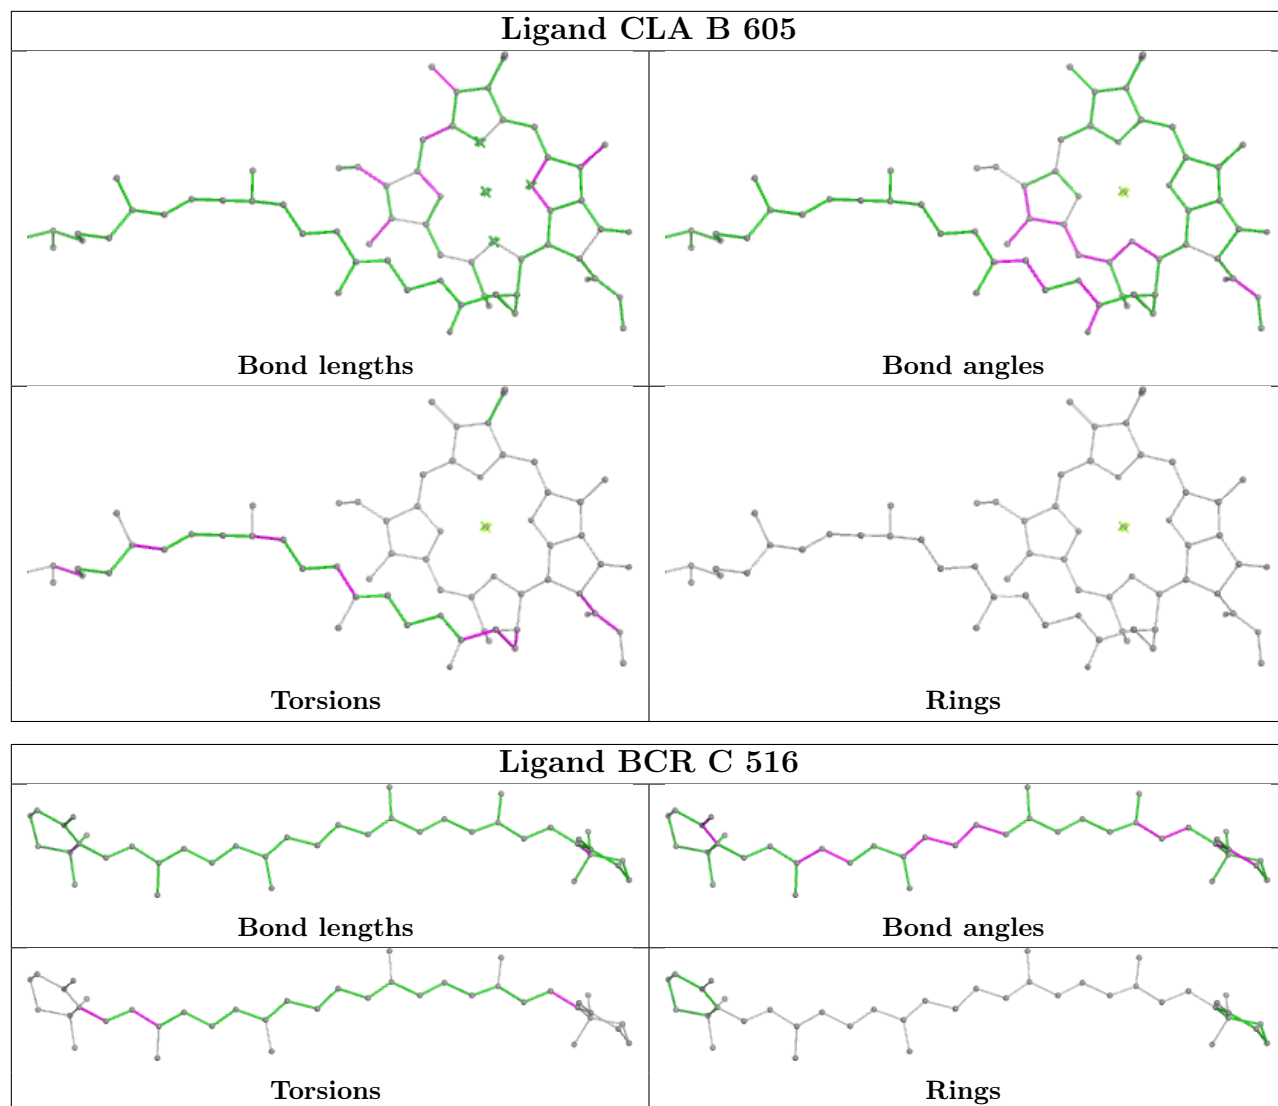 Ligand CLA B 605
Bond lengths
Bond angles
Torsions
Rings
Ligand BCR C 516
Bond lengths
Bond angles
Torsions
Rings